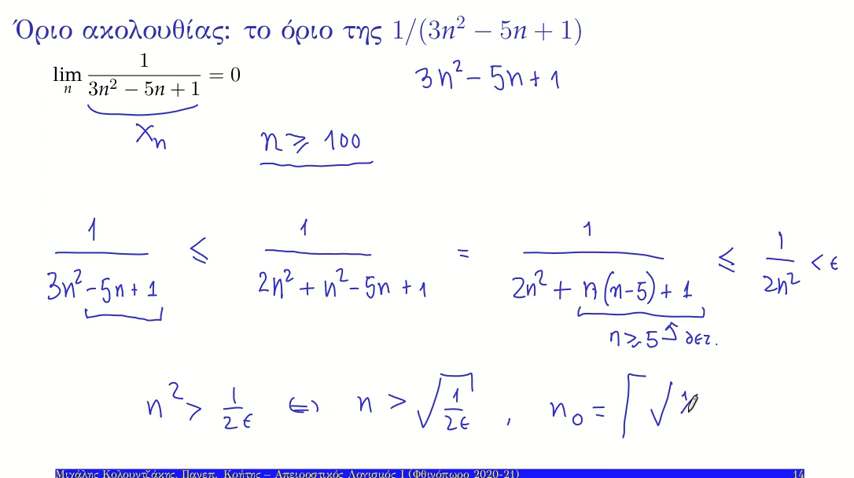 Όριο ακολουθίας: το όριο της 1/(3n² − 5n + 1)
lim_n 1/(3n² − 5n + 1) = 0
3n² − 5n + 1
x_n
n ⩾ 100
1/(3n² − 5n + 1) ≤ 1/(2n² + n² − 5n + 1) = 1/(2n² + n(n−5) + 1) ≤ 1/(2n²) < ε
n ⩾ 5 θετ.
n² > 1/(2ε) ⇔ n > √(1/(2ε)) , n₀ = ⌈√
Μιχάλης Κολουντζάκης, Πανεπ. Κρήτης – Απειροστικός Λογισμός Ι (Φθινόπωρο 2020-21) 14